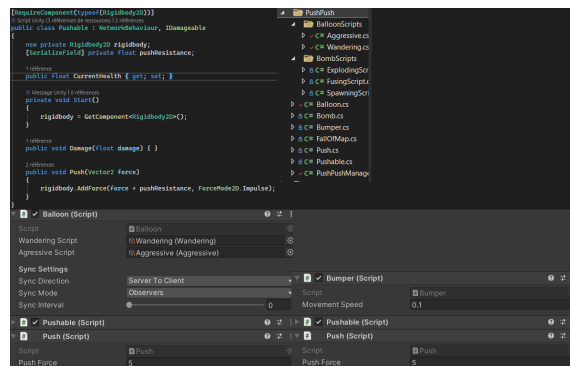 [RequireComponent(typeof(Rigidbody2D))]
Script Unity (3 références de ressources) | 2 références
public class Pushable : NetworkBehaviour, IDamageable
{
new private Rigidbody2D rigidbody;
[SerializeField] private float pushResistance;
1 référence
public float CurrentHealth { get; set; }
Message Unity | 0 références
private void Start()
{
rigidbody = GetComponent<Rigidbody2D>();
}
1 référence
public void Damage(float damage) { }
2 références
public void Push(Vector2 force)
{
rigidbody.AddForce(force * pushResistance, ForceMode2D.Impulse);
}
}
PushPush
BalloonScripts
C# Aggressive.cs
C# Wandering.cs
BombScripts
C# ExplodingScr
C# FusingScript.c
C# SpawningScri
C# Balloon.cs
C# Bomb.cs
C# Bumper.cs
C# FallOfMap.cs
C# Push.cs
C# Pushable.cs
C# PushPushManage
Balloon (Script)
Script Balloon
Wandering Script Wandering (Wandering)
Agressive Script Aggressive (Aggressive)
Sync Settings
Sync Direction Server To Client
Sync Mode Observers
Sync Interval 0
Pushable (Script)
Push (Script)
Script Push
Push Force 5
Bumper (Script)
Script Bumper
Movement Speed 0.1
Pushable (Script)
Push (Script)
Script Push
Push Force 5